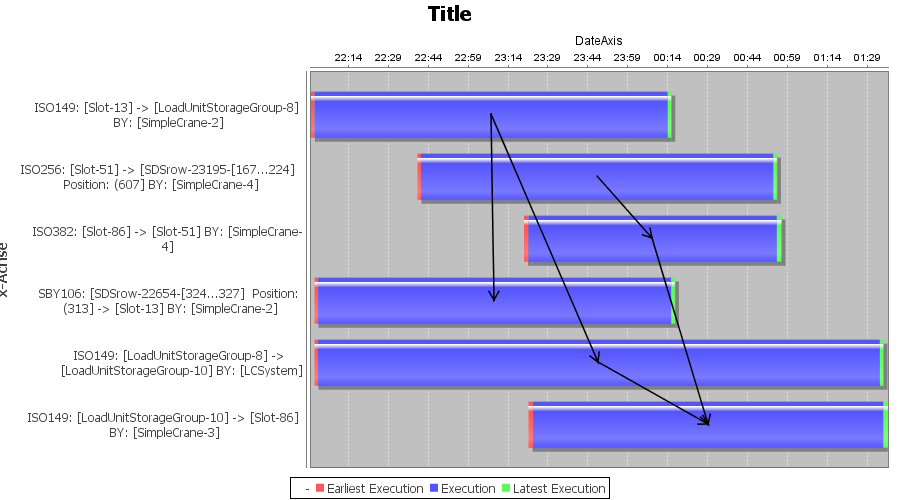 Title
DateAxis
22:14 22:29 22:44 22:59 23:14 23:29 23:44 23:59 00:14 00:29 00:44 00:59 01:14 01:29
ISO149: [Slot-13] -> [LoadUnitStorageGroup-8]
BY: [SimpleCrane-2]
ISO256: [Slot-51] -> [SDSrow-23195-[167...224]
Position: (607] BY: [SimpleCrane-4]
ISO382: [Slot-86] -> [Slot-51] BY: [SimpleCrane-
4]
x-Achse
SBY106: [SDSrow-22654-[324...327] Position:
(313] -> [Slot-13] BY: [SimpleCrane-2]
ISO149: [LoadUnitStorageGroup-8] ->
[LoadUnitStorageGroup-10] BY: [LCSystem]
ISO149: [LoadUnitStorageGroup-10] -> [Slot-86]
BY: [SimpleCrane-3]
- Earliest Execution Execution Latest Execution